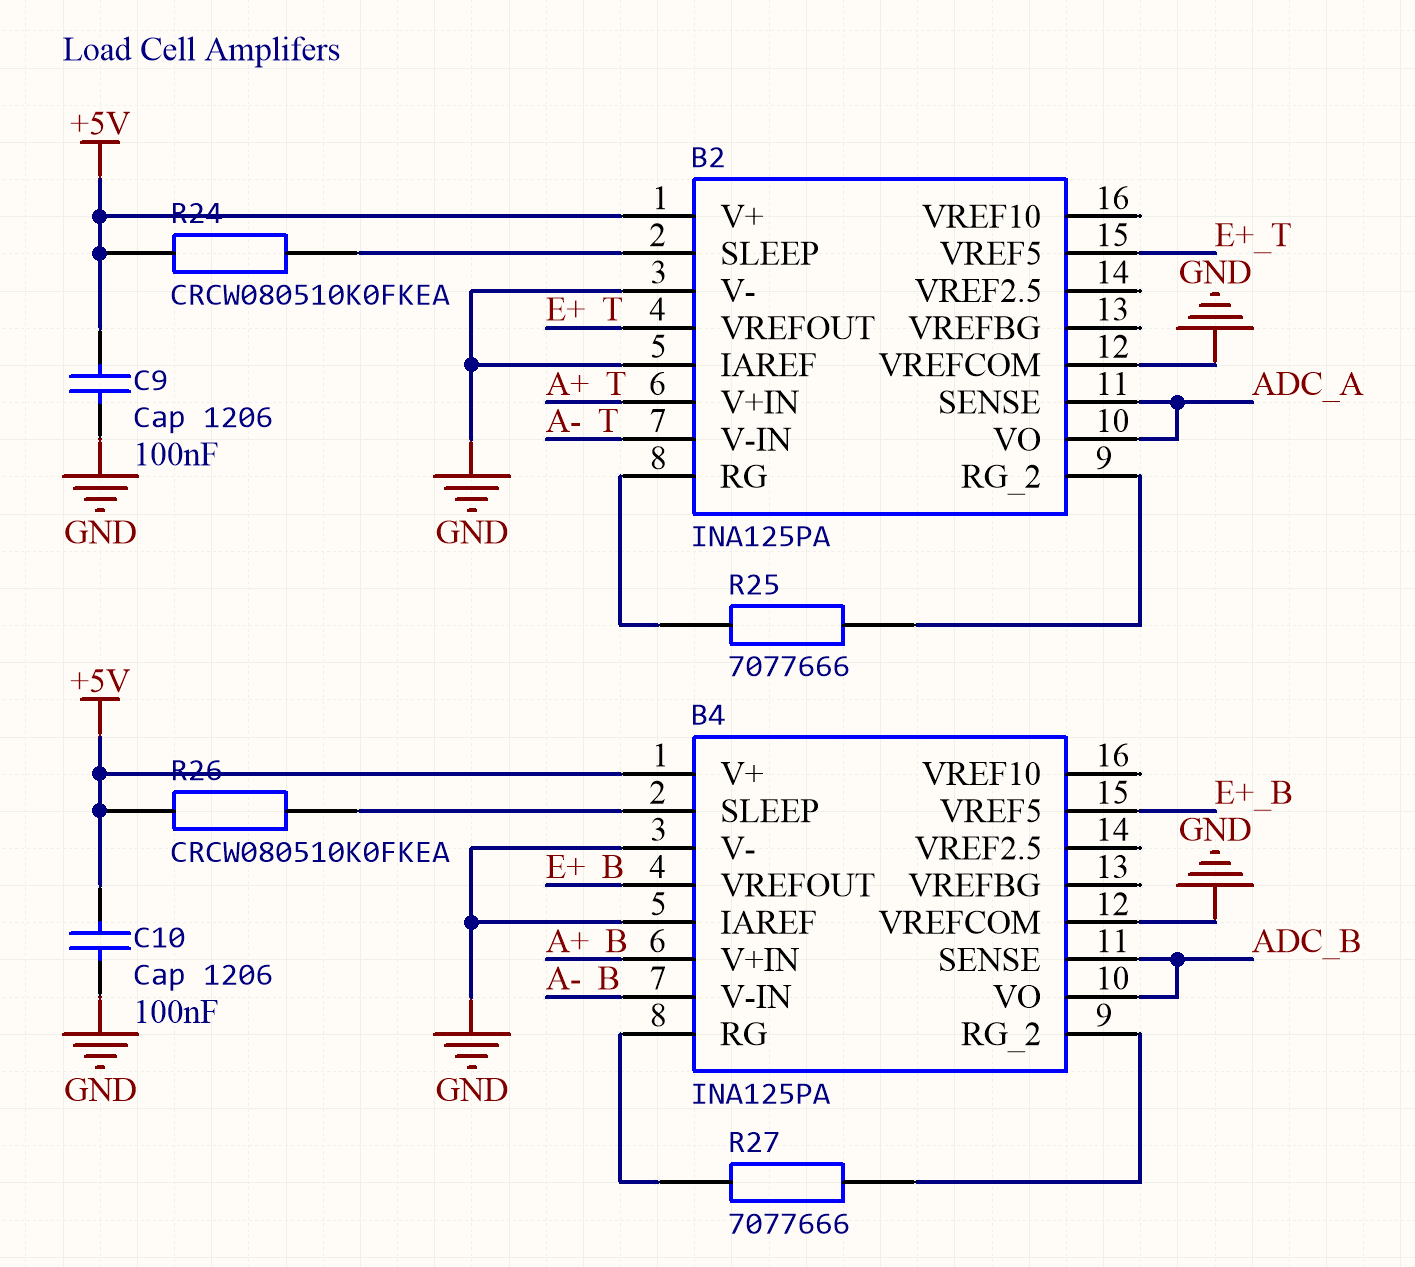 Load Cell Amplifers
+5V
B2
R24
CRCW080510K0FKEA
1 V+ VREF10 16
2 SLEEP VREF5 15 E+_T
3 V- VREF2.5 14 GND
E+_T 4 VREFOUT VREFBG 13
5 IAREF VREFCOM 12
A+_T 6 V+IN SENSE 11 ADC_A
A-_T 7 V-IN VO 10
8 RG RG_2 9
C9
Cap 1206
100nF
GND
GND
INA125PA
R25
7077666
+5V
B4
R26
CRCW080510K0FKEA
1 V+ VREF10 16
2 SLEEP VREF5 15 E+_B
3 V- VREF2.5 14 GND
E+_B 4 VREFOUT VREFBG 13
5 IAREF VREFCOM 12
A+_B 6 V+IN SENSE 11 ADC_B
A-_B 7 V-IN VO 10
8 RG RG_2 9
C10
Cap 1206
100nF
GND
GND
INA125PA
R27
7077666